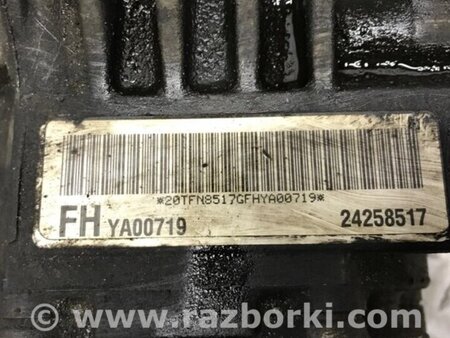 *20TFN8517GFHYA00719*
FH YA00719 24258517
© www.razborki.com